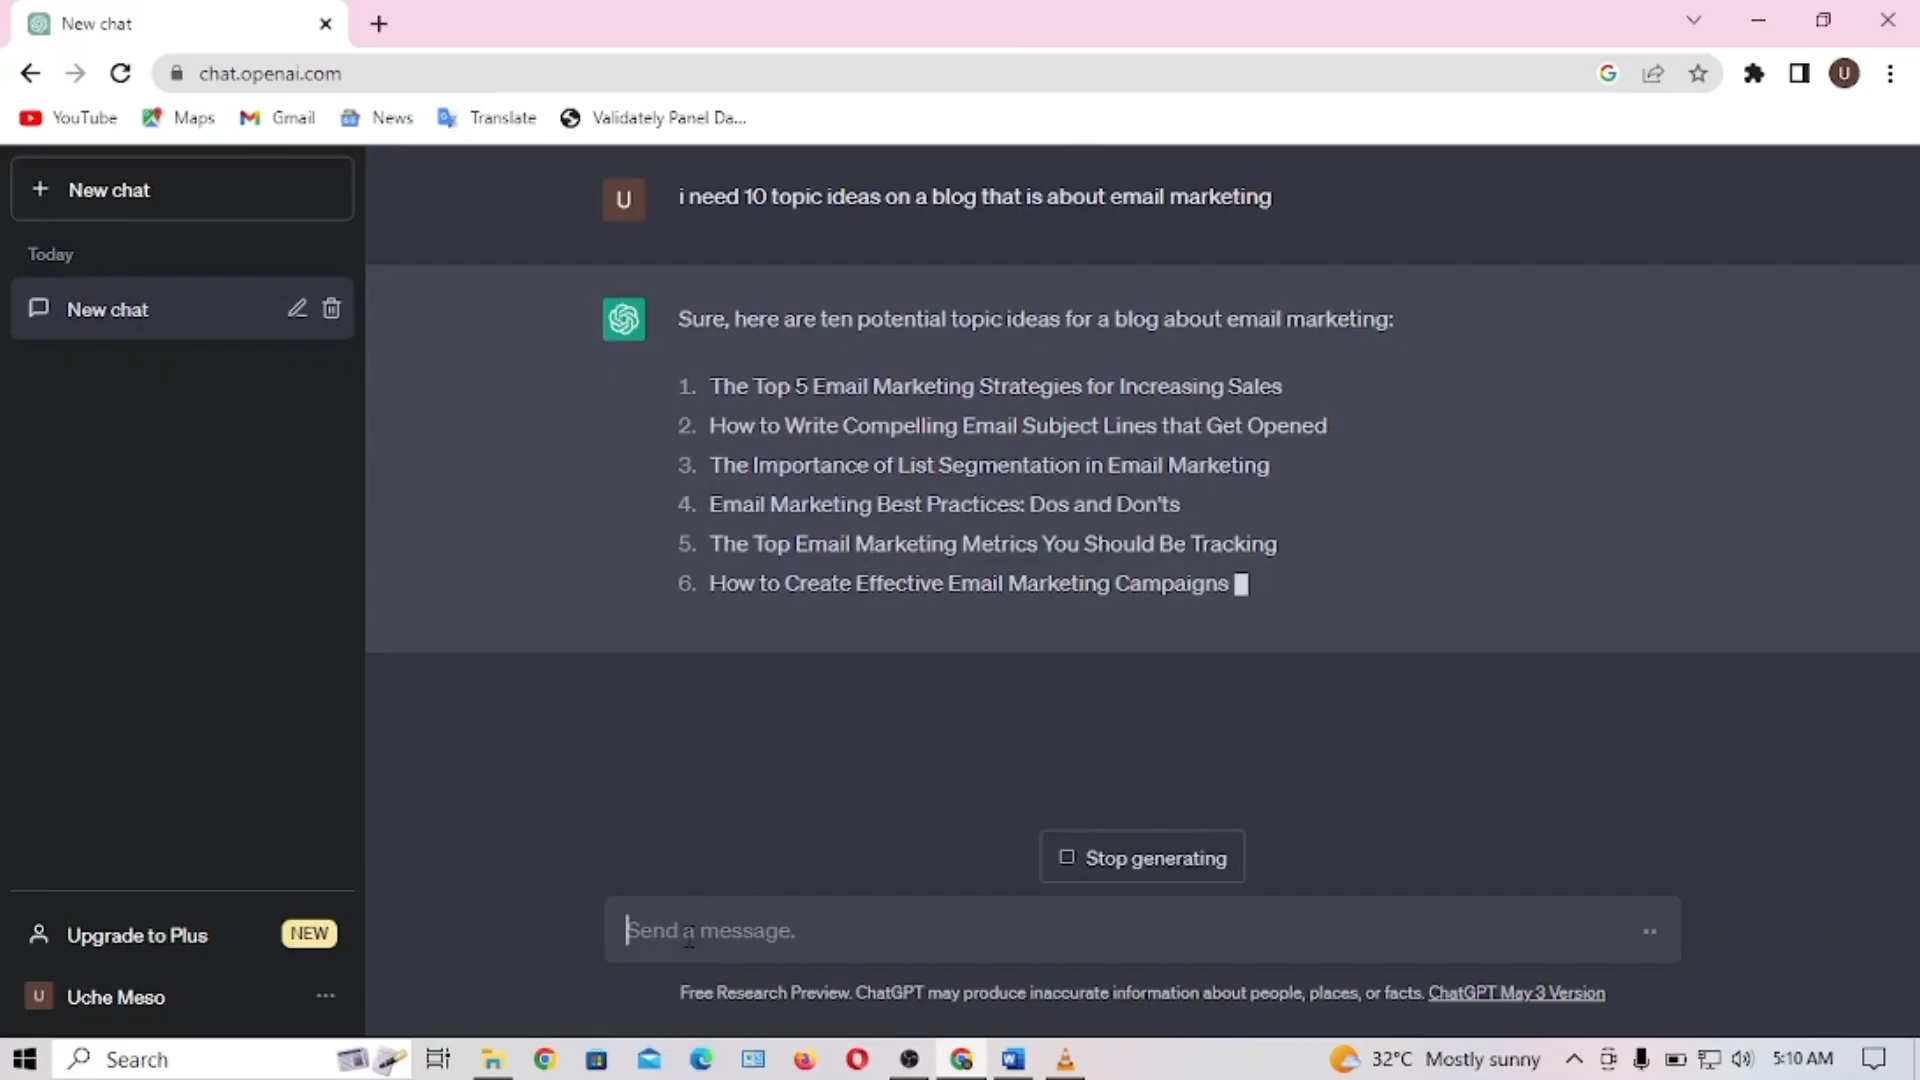 New chat
chat.openai.com
YouTube
Maps
Gmail
News
Translate
Validately Panel Da...
New chat
Today
New chat
U
i need 10 topic ideas on a blog that is about email marketing
Sure, here are ten potential topic ideas for a blog about email marketing:
1. The Top 5 Email Marketing Strategies for Increasing Sales
2. How to Write Compelling Email Subject Lines that Get Opened
3. The Importance of List Segmentation in Email Marketing
4. Email Marketing Best Practices: Dos and Don'ts
5. The Top Email Marketing Metrics You Should Be Tracking
6. How to Create Effective Email Marketing Campaigns
Stop generating
Send a message.
Free Research Preview. ChatGPT may produce inaccurate information about people, places, or facts. ChatGPT May 3 Version
Upgrade to Plus NEW
U Uche Meso
Search
32°C Mostly sunny
5:10 AM